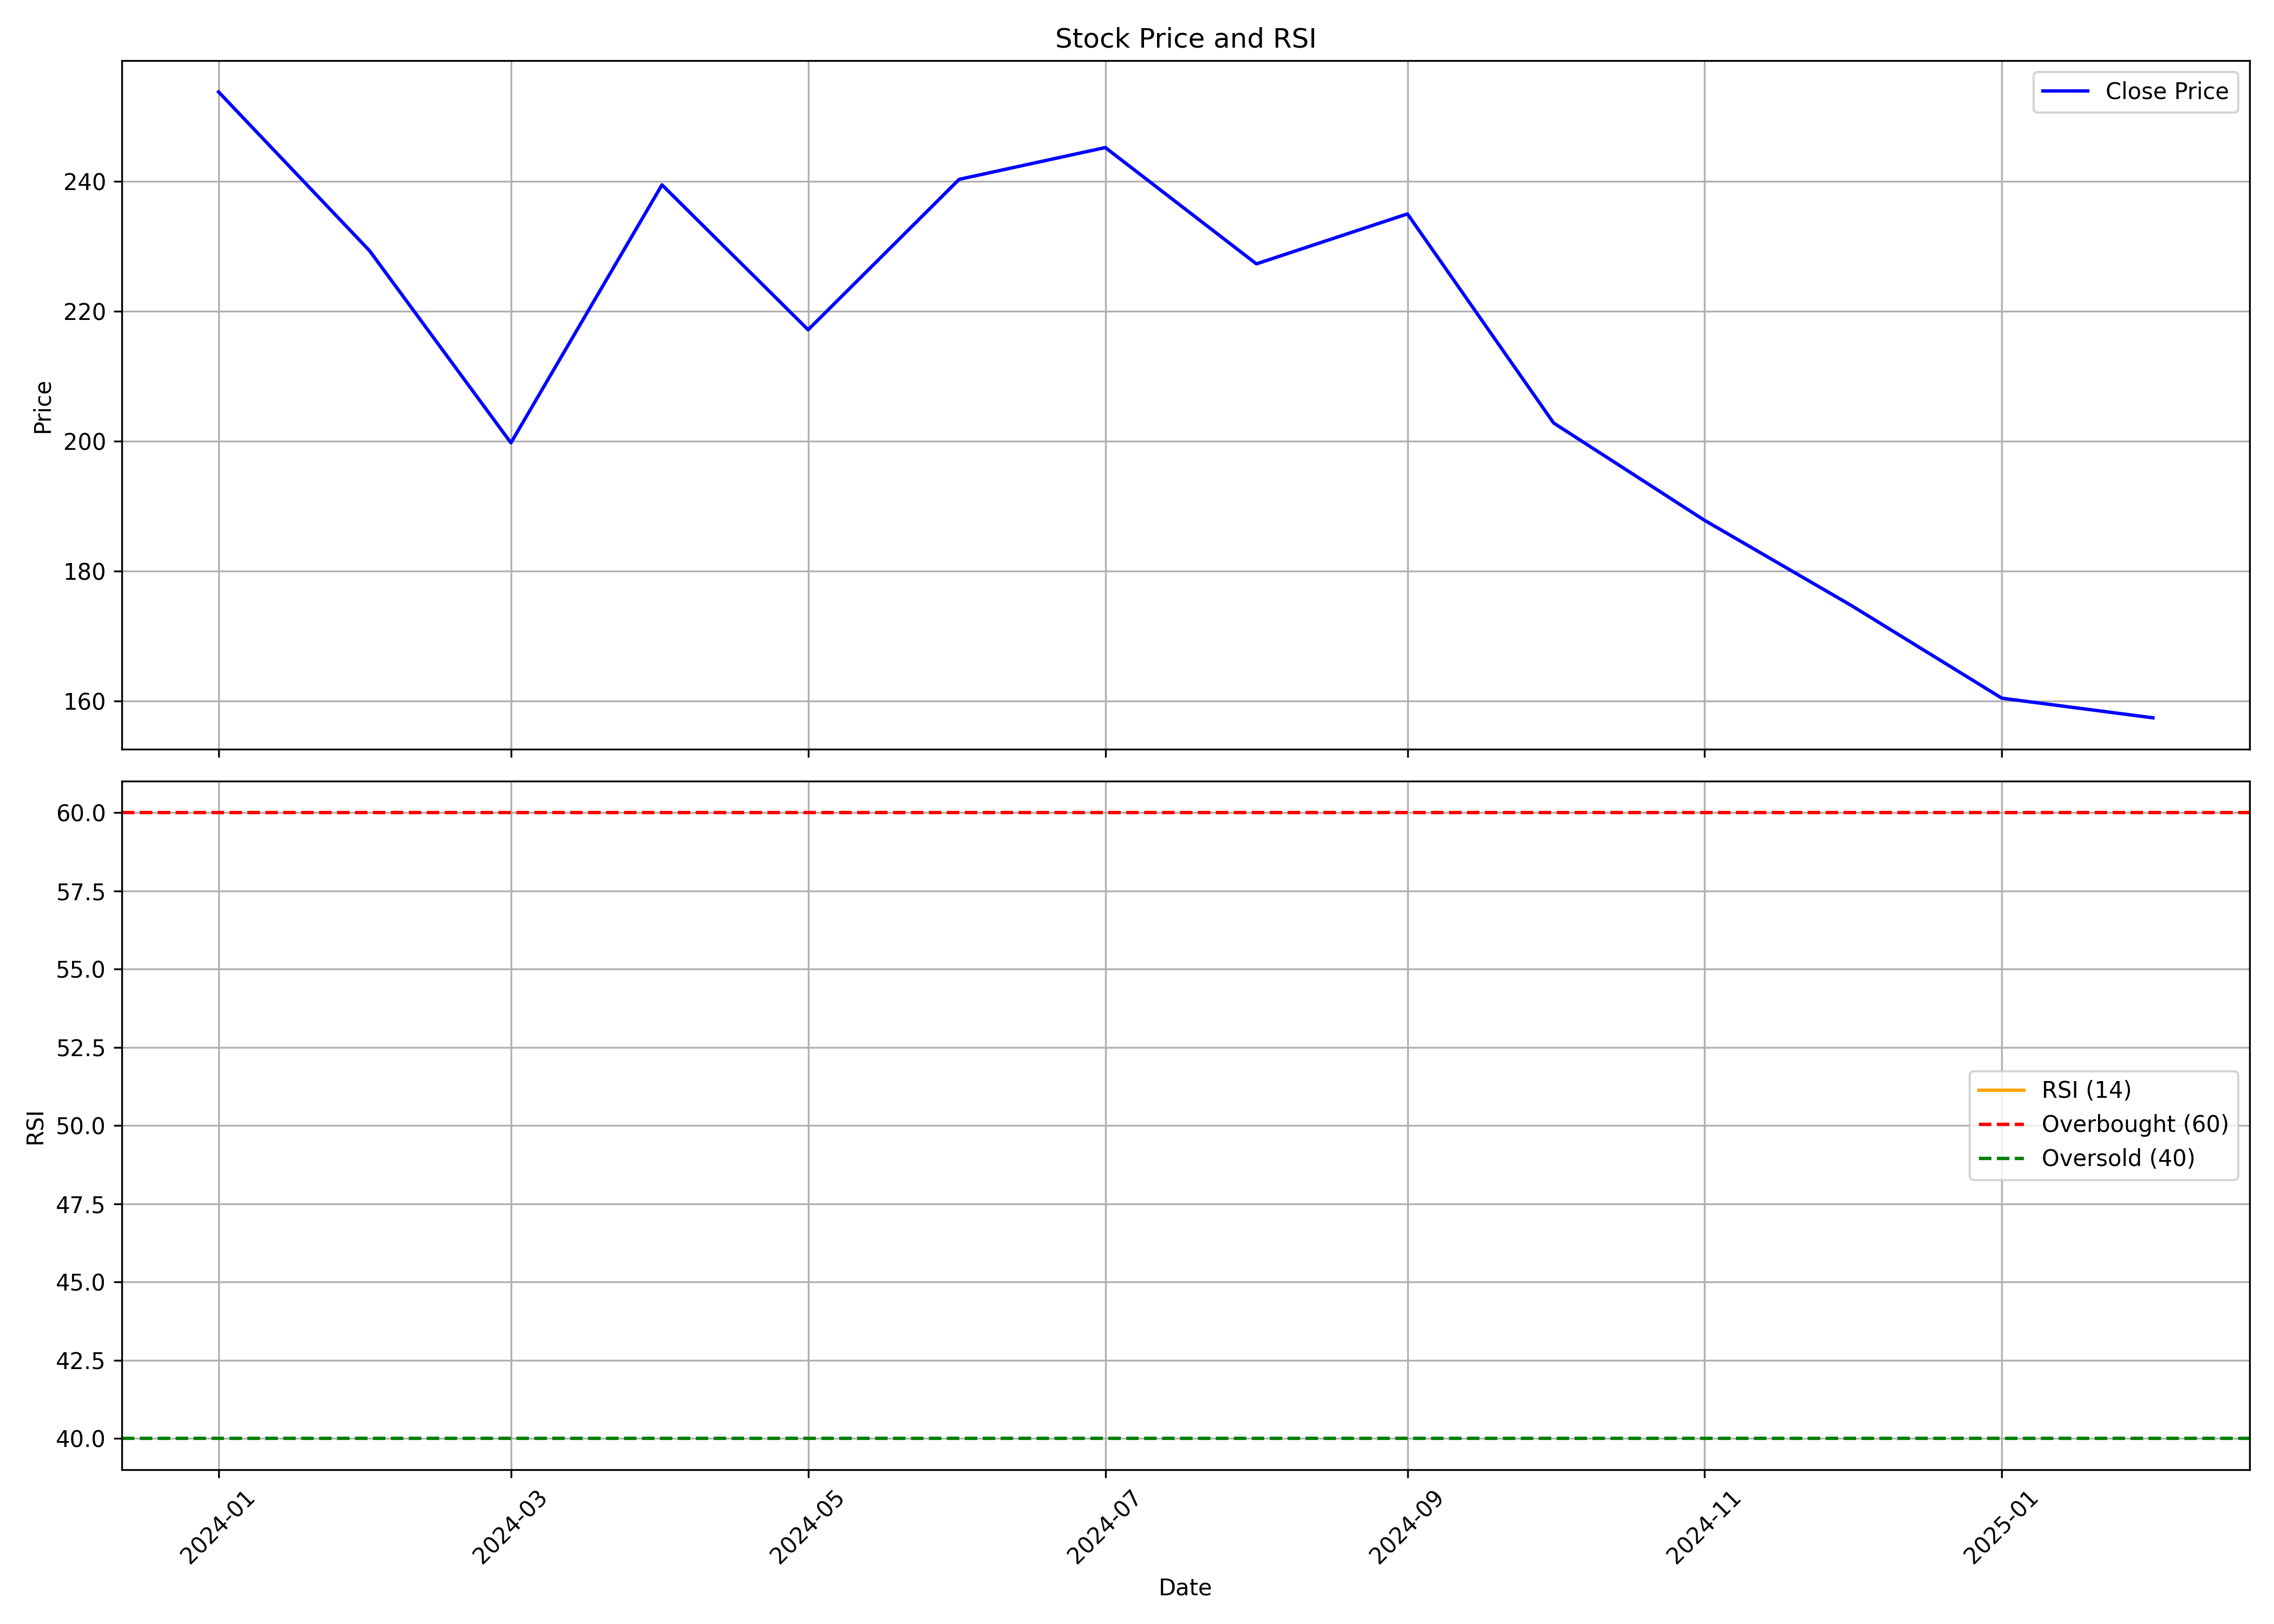 Stock Price and RSI
Close Price
240
220
200
180
160
Price
60.0
57.5
55.0
52.5
50.0
47.5
45.0
42.5
40.0
RSI
RSI (14)
Overbought (60)
Oversold (40)
2024-01
2024-03
2024-05
2024-07
2024-09
2024-11
2025-01
Date